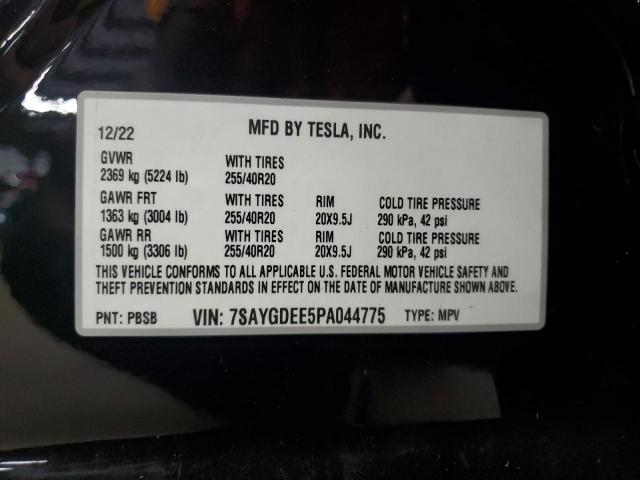 12/22 MFD BY TESLA, INC.
GVWR WITH TIRES
2369 kg (5224 lb) 255/40R20
GAWR FRT WITH TIRES RIM COLD TIRE PRESSURE
1363 kg (3004 lb) 255/40R20 20X9.5J 290 kPa, 42 psi
GAWR RR WITH TIRES RIM COLD TIRE PRESSURE
1500 kg (3306 lb) 255/40R20 20X9.5J 290 kPa, 42 psi
THIS VEHICLE CONFORMS TO ALL APPLICABLE U.S. FEDERAL MOTOR VEHICLE SAFETY AND
THEFT PREVENTION STANDARDS IN EFFECT ON THE DATE OF MANUFACTURE SHOWN ABOVE.
PNT: PBSB VIN: 7SAYGDEE5PA044775 TYPE: MPV